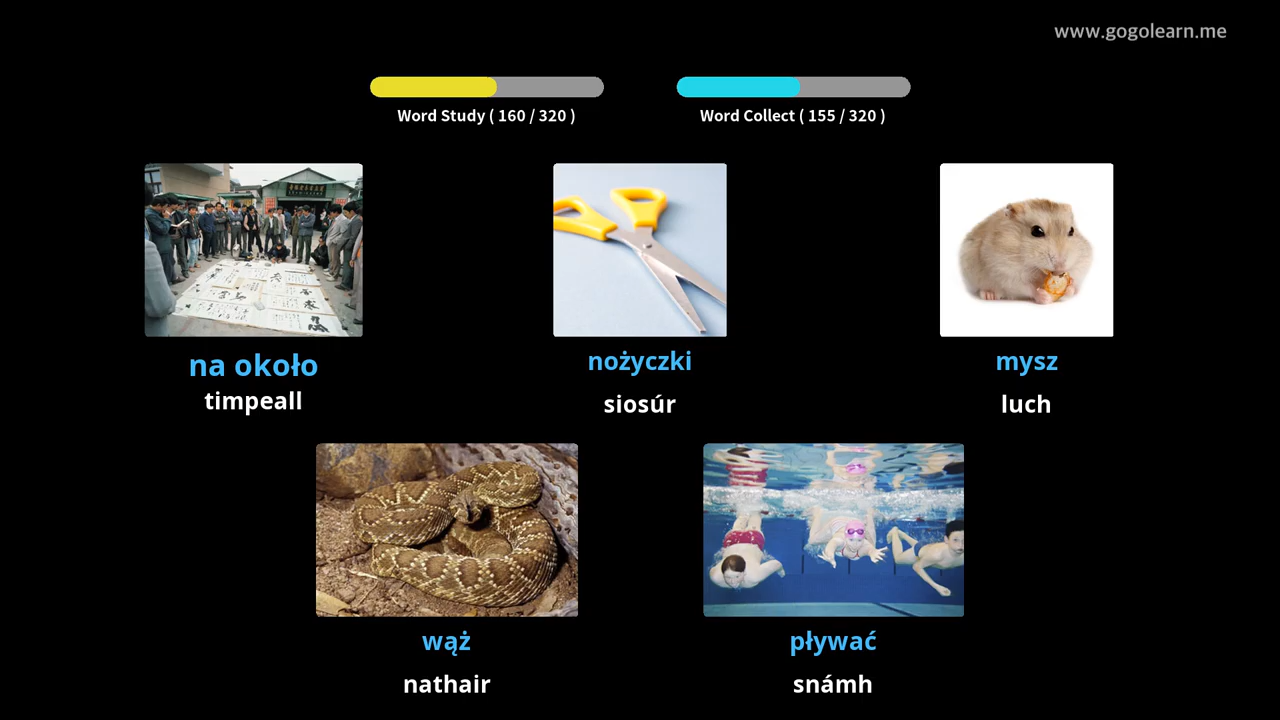 www.gogolearn.me
Word Study ( 160 / 320 )
Word Collect ( 155 / 320 )
na około
timpeall
nożyczki
siosúr
mysz
luch
wąż
nathair
pływać
snámh